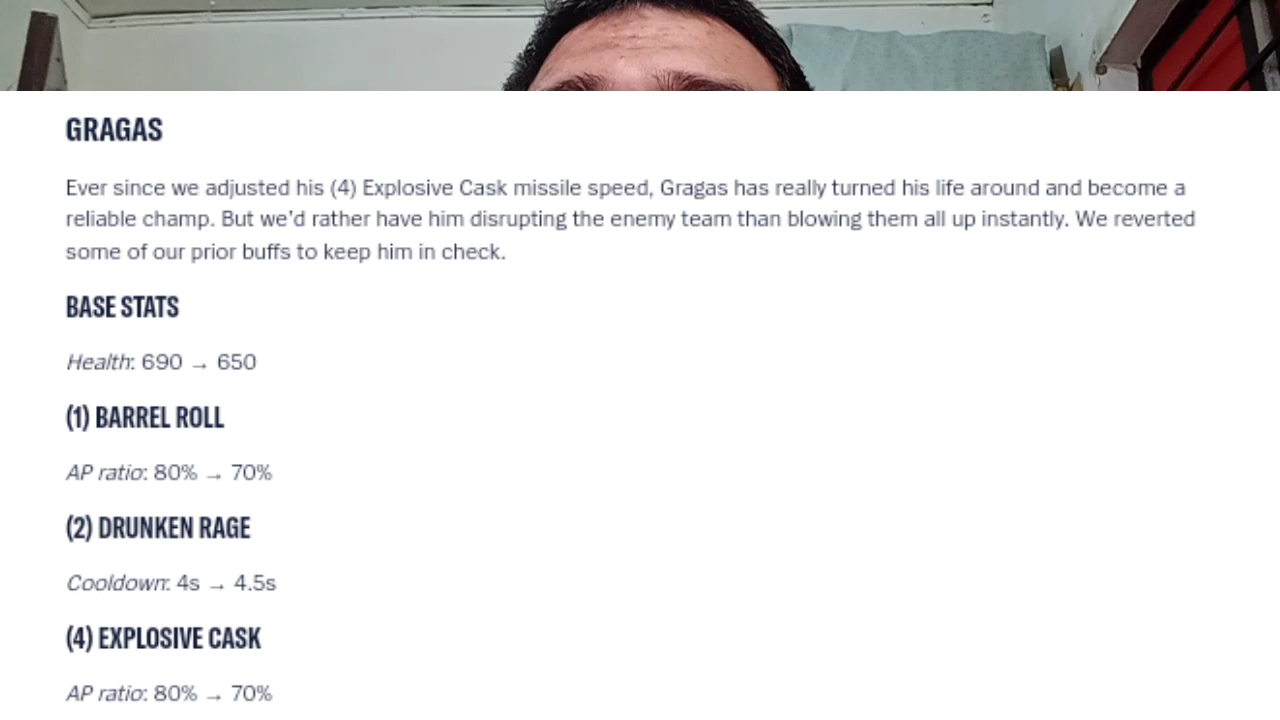 GRAGAS
Ever since we adjusted his (4) Explosive Cask missile speed, Gragas has really turned his life around and become a
reliable champ. But we’d rather have him disrupting the enemy team than blowing them all up instantly. We reverted
some of our prior buffs to keep him in check.
BASE STATS
Health: 690 → 650
(1) BARREL ROLL
AP ratio: 80% → 70%
(2) DRUNKEN RAGE
Cooldown: 4s → 4.5s
(4) EXPLOSIVE CASK
AP ratio: 80% → 70%